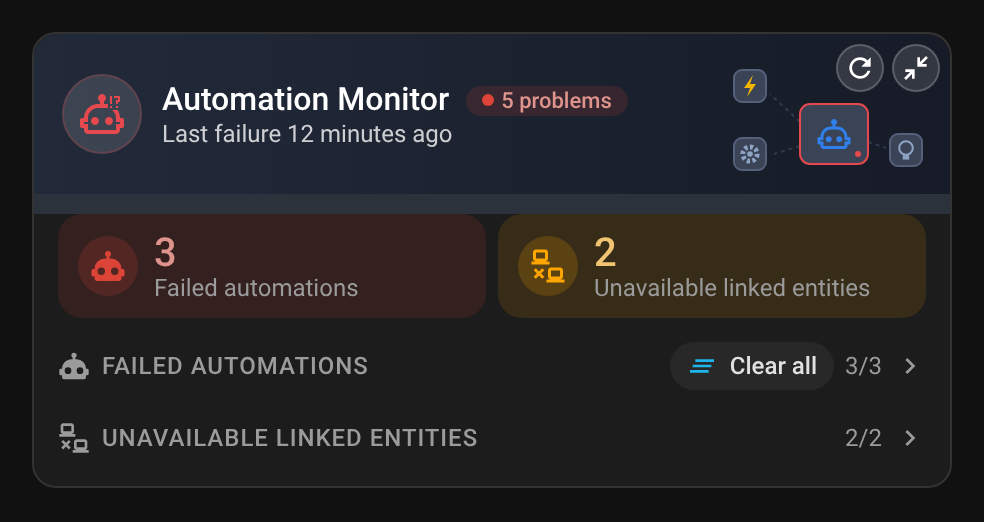 Automation Monitor
5 problems
Last failure 12 minutes ago
3
Failed automations
2
Unavailable linked entities
FAILED AUTOMATIONS
Clear all
3/3
UNAVAILABLE LINKED ENTITIES
2/2